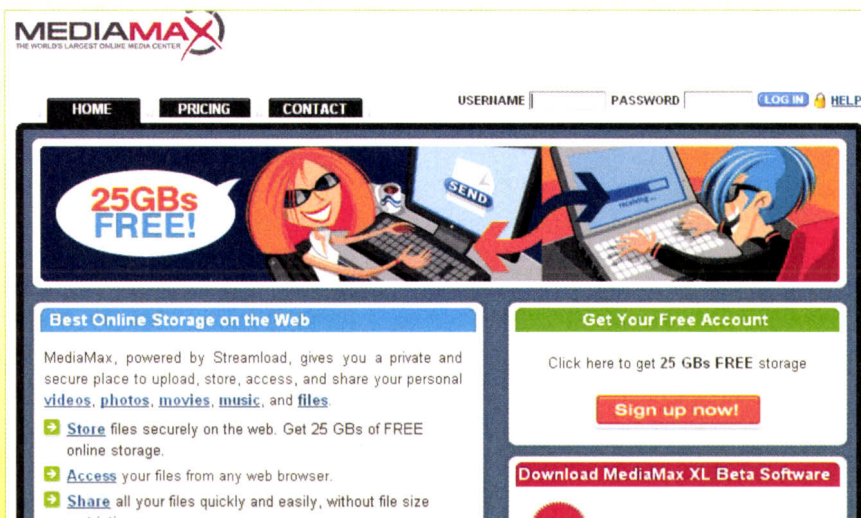 MEDIAMAX
THE WORLD'S LARGEST ONLINE MEDIA CENTER
HOME PRICING CONTACT USERNAME PASSWORD LOG IN HELP
25GBs
FREE!
SEND
receiving ...
Best Online Storage on the Web
MediaMax, powered by Streamload, gives you a private and
secure place to upload, store, access, and share your personal
videos, photos, movies, music, and files.
Store files securely on the web. Get 25 GBs of FREE
online storage.
Access your files from any web browser.
Share all your files quickly and easily, without file size
Get Your Free Account
Click here to get 25 GBs FREE storage
Sign up now!
Download MediaMax XL Beta Software